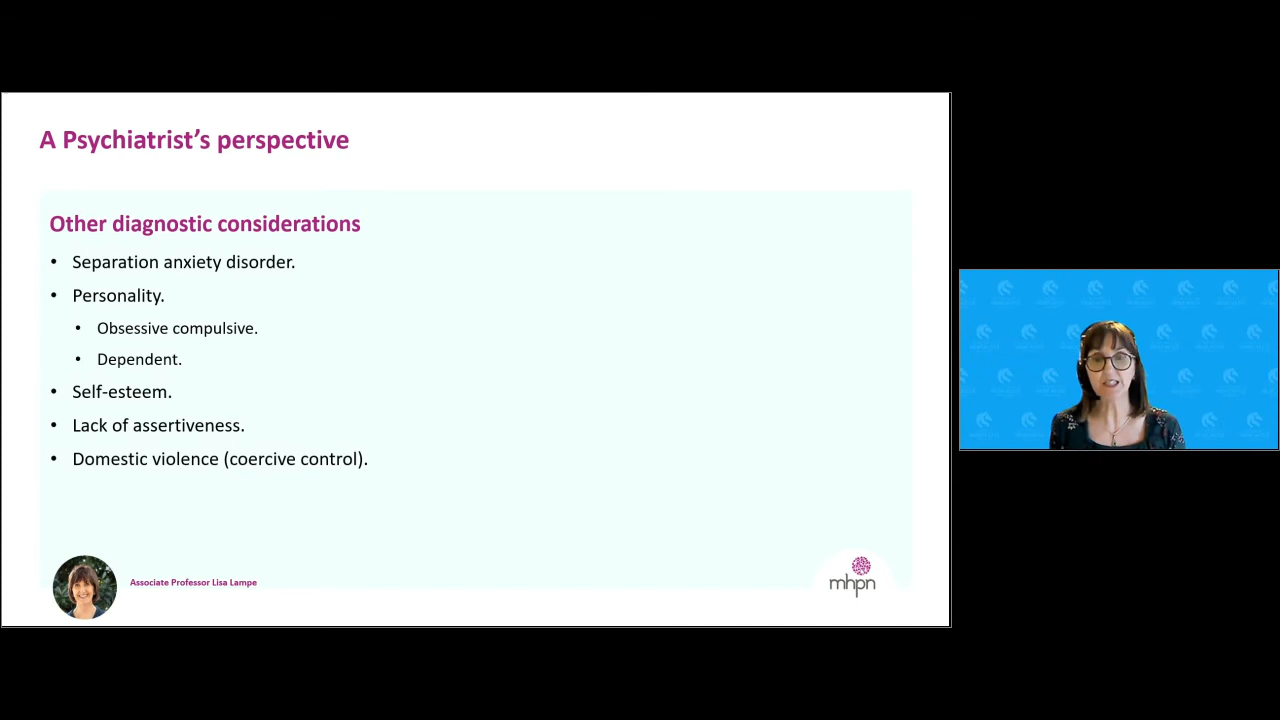 A Psychiatrist’s perspective
Other diagnostic considerations
• Separation anxiety disorder.
• Personality.
• Obsessive compulsive.
• Dependent.
• Self-esteem.
• Lack of assertiveness.
• Domestic violence (coercive control).
Associate Professor Lisa Lampe
mhpn